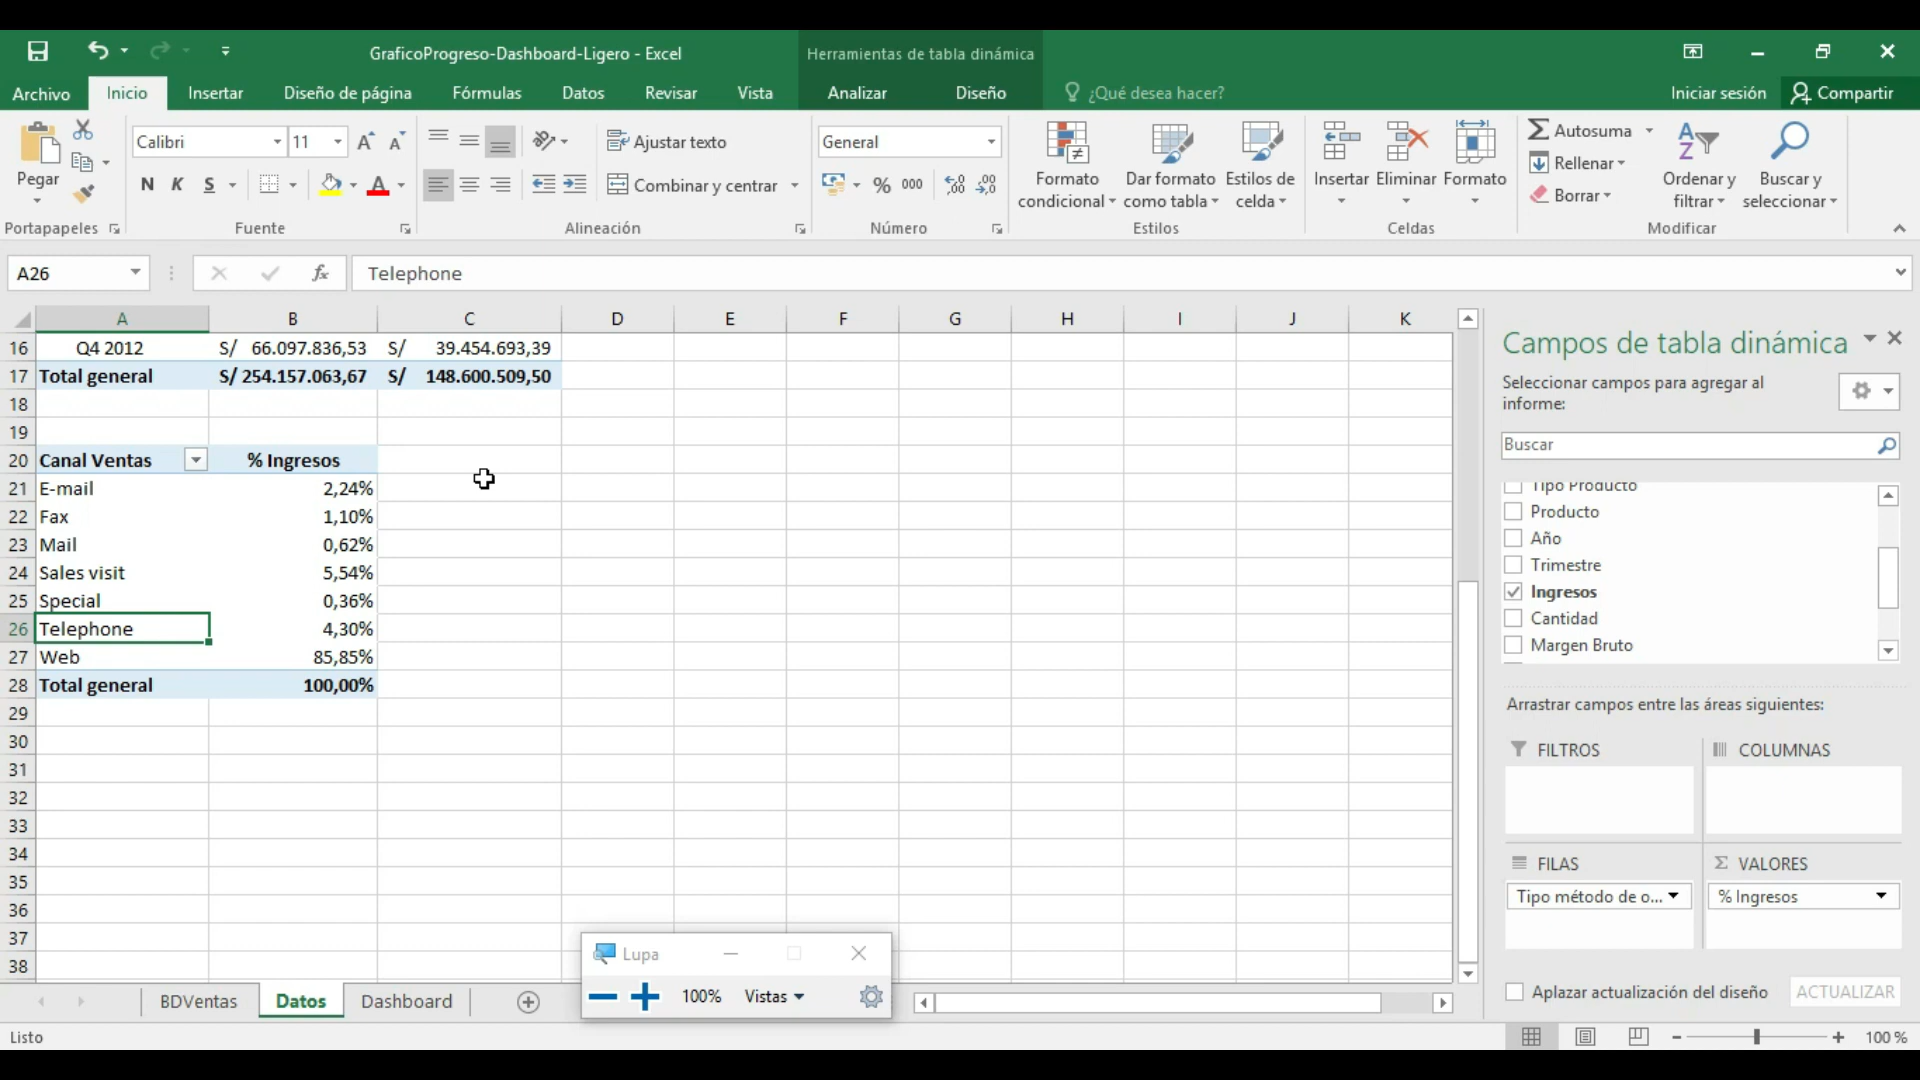 GraficoProgreso-Dashboard-Ligero - Excel
Herramientas de tabla dinámica
Archivo Inicio Insertar Diseño de página Fórmulas Datos Revisar Vista Analizar Diseño ¿Qué desea hacer? Iniciar sesión Compartir
Pegar
Portapapeles
Calibri 11
N K S
Fuente
Ajustar texto
Combinar y centrar
Alineación
General
% 000
Número
Formato condicional
Dar formato como tabla
Estilos de celda
Estilos
Insertar Eliminar Formato
Celdas
Autosuma
Rellenar
Borrar
Ordenar y filtrar
Buscar y seleccionar
Modificar
A26 fx Telephone
A B C D E F G H I J K
16 Q4 2012 S/ 66.097.836,53 S/ 39.454.693,39
17 Total general S/ 254.157.063,67 S/ 148.600.509,50
18
19
20 Canal Ventas % Ingresos
21 E-mail 2,24%
22 Fax 1,10%
23 Mail 0,62%
24 Sales visit 5,54%
25 Special 0,36%
26 Telephone 4,30%
27 Web 85,85%
28 Total general 100,00%
29
30
31
32
33
34
35
36
37
38
Campos de tabla dinámica
Seleccionar campos para agregar al
informe:
Buscar
Tipo Producto
Producto
Año
Trimestre
Ingresos
Cantidad
Margen Bruto
Arrastrar campos entre las áreas siguientes:
FILTROS COLUMNAS
FILAS Σ VALORES
Tipo método de o... % Ingresos
Aplazar actualización del diseño ACTUALIZAR
Lupa
100% Vistas
BDVentas Datos Dashboard
Listo
100 %